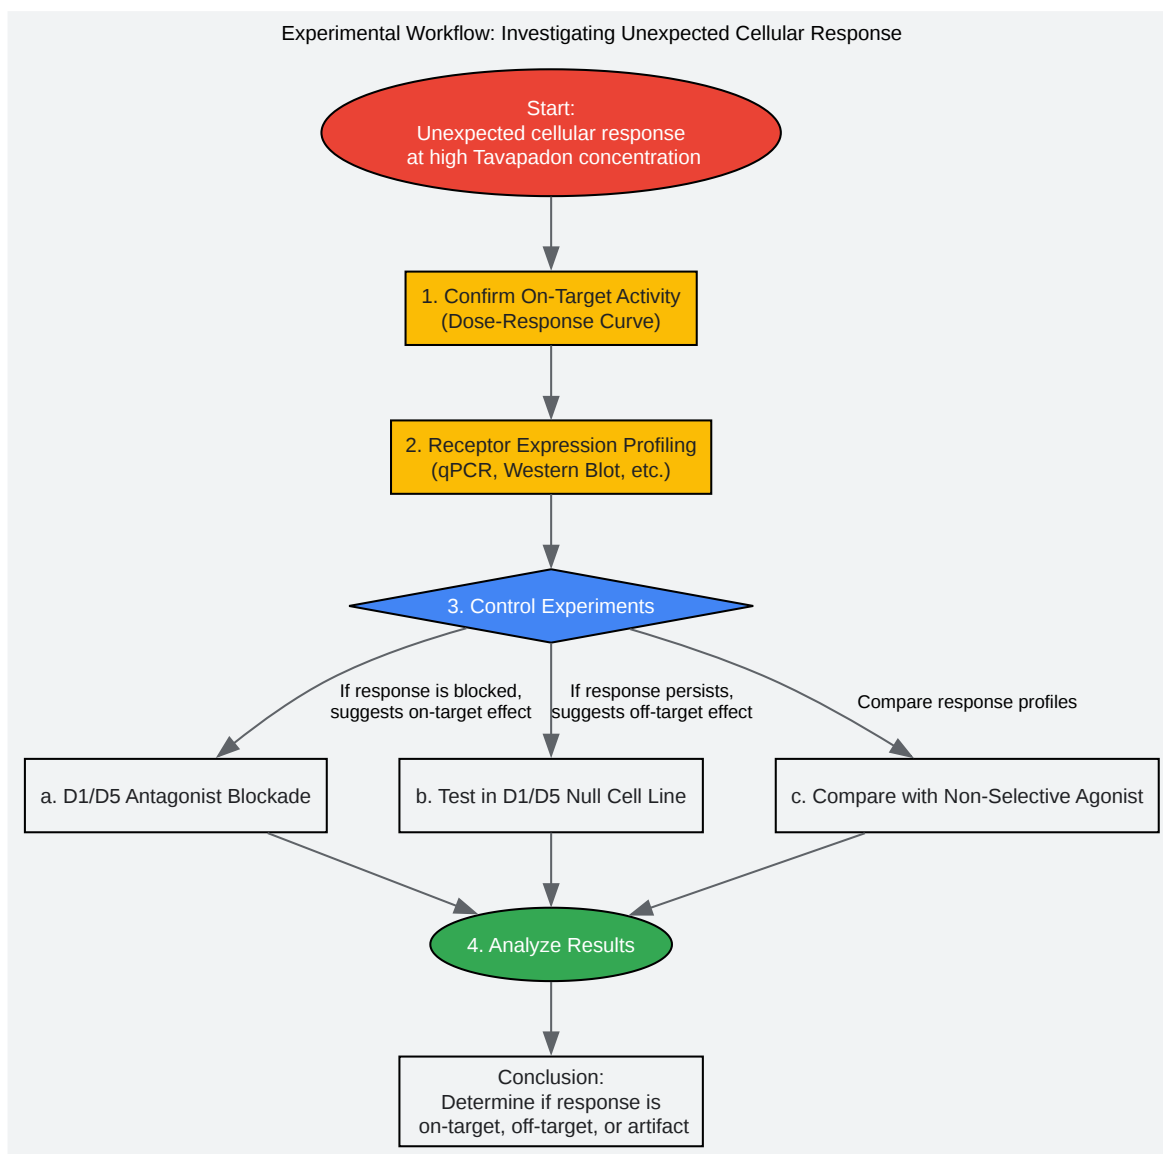 Experimental Workflow: Investigating Unexpected Cellular Response
Start:
Unexpected cellular response
at high Tavapadon concentration
1. Confirm On-Target Activity
(Dose-Response Curve)
2. Receptor Expression Profiling
(qPCR, Western Blot, etc.)
3. Control Experiments
If response is blocked,
suggests on-target effect
If response persists,
suggests off-target effect
Compare response profiles
a. D1/D5 Antagonist Blockade
b. Test in D1/D5 Null Cell Line
c. Compare with Non-Selective Agonist
4. Analyze Results
Conclusion:
Determine if response is
on-target, off-target, or artifact